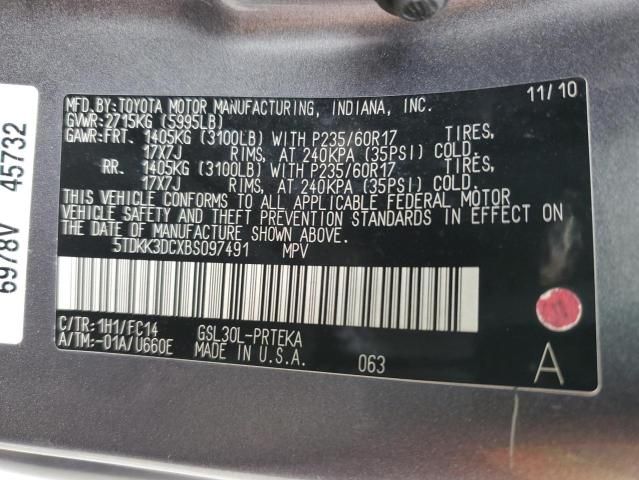 MFD.BY:TOYOTA MOTOR MANUFACTURING, INDIANA, INC. 11/10
GVWR:2715KG (5995LB)
GAWR:FRT. 1405KG (3100LB) WITH P235/60R17 TIRES,
17X7J RIMS, AT 240KPA (35PSI) COLD.
RR. 1405KG (3100LB) WITH P235/60R17 TIRES,
17X7J RIMS, AT 240KPA (35PSI) COLD.
THIS VEHICLE CONFORMS TO ALL APPLICABLE FEDERAL MOTOR
VEHICLE SAFETY AND THEFT PREVENTION STANDARDS IN EFFECT ON
THE DATE OF MANUFACTURE SHOWN ABOVE.
5TDKK3DCXBS097491 MPV
C/TR:1H1/FC14 GSL30L-PRTEKA
A/TM:-01A/U660E MADE IN U.S.A. 063
A
6978V 45732